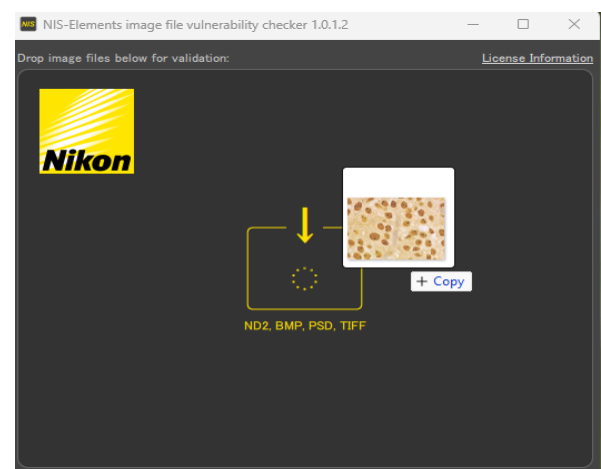 NIS NIS-Elements image file vulnerability checker 1.0.1.2
Drop image files below for validation: License Information
Nikon
+ Copy
ND2, BMP, PSD, TIFF